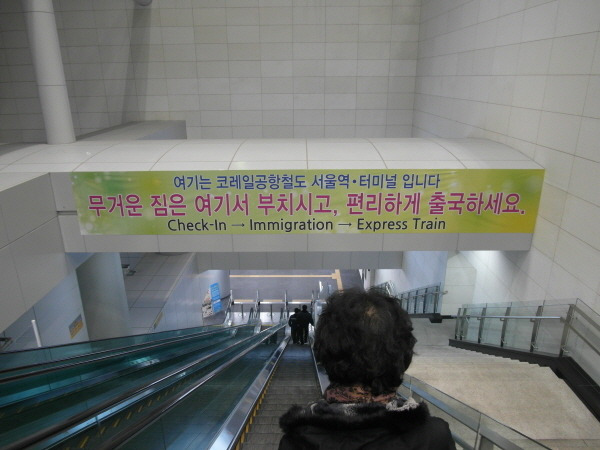 여기는 코레일공항철도 서울역·터미널 입니다
무거운 짐은 여기서 부치시고, 편리하게 출국하세요.
Check-In → Immigration → Express Train